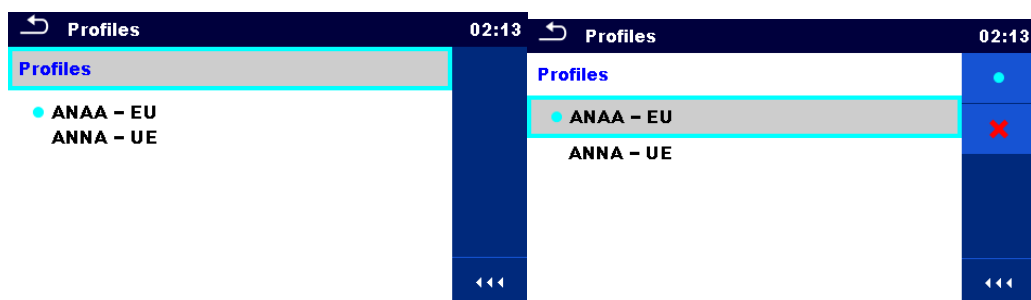 Profiles 02:13
Profiles
ANAA – EU
ANNA – UE
Profiles 02:13
Profiles
ANAA – EU
ANNA – UE